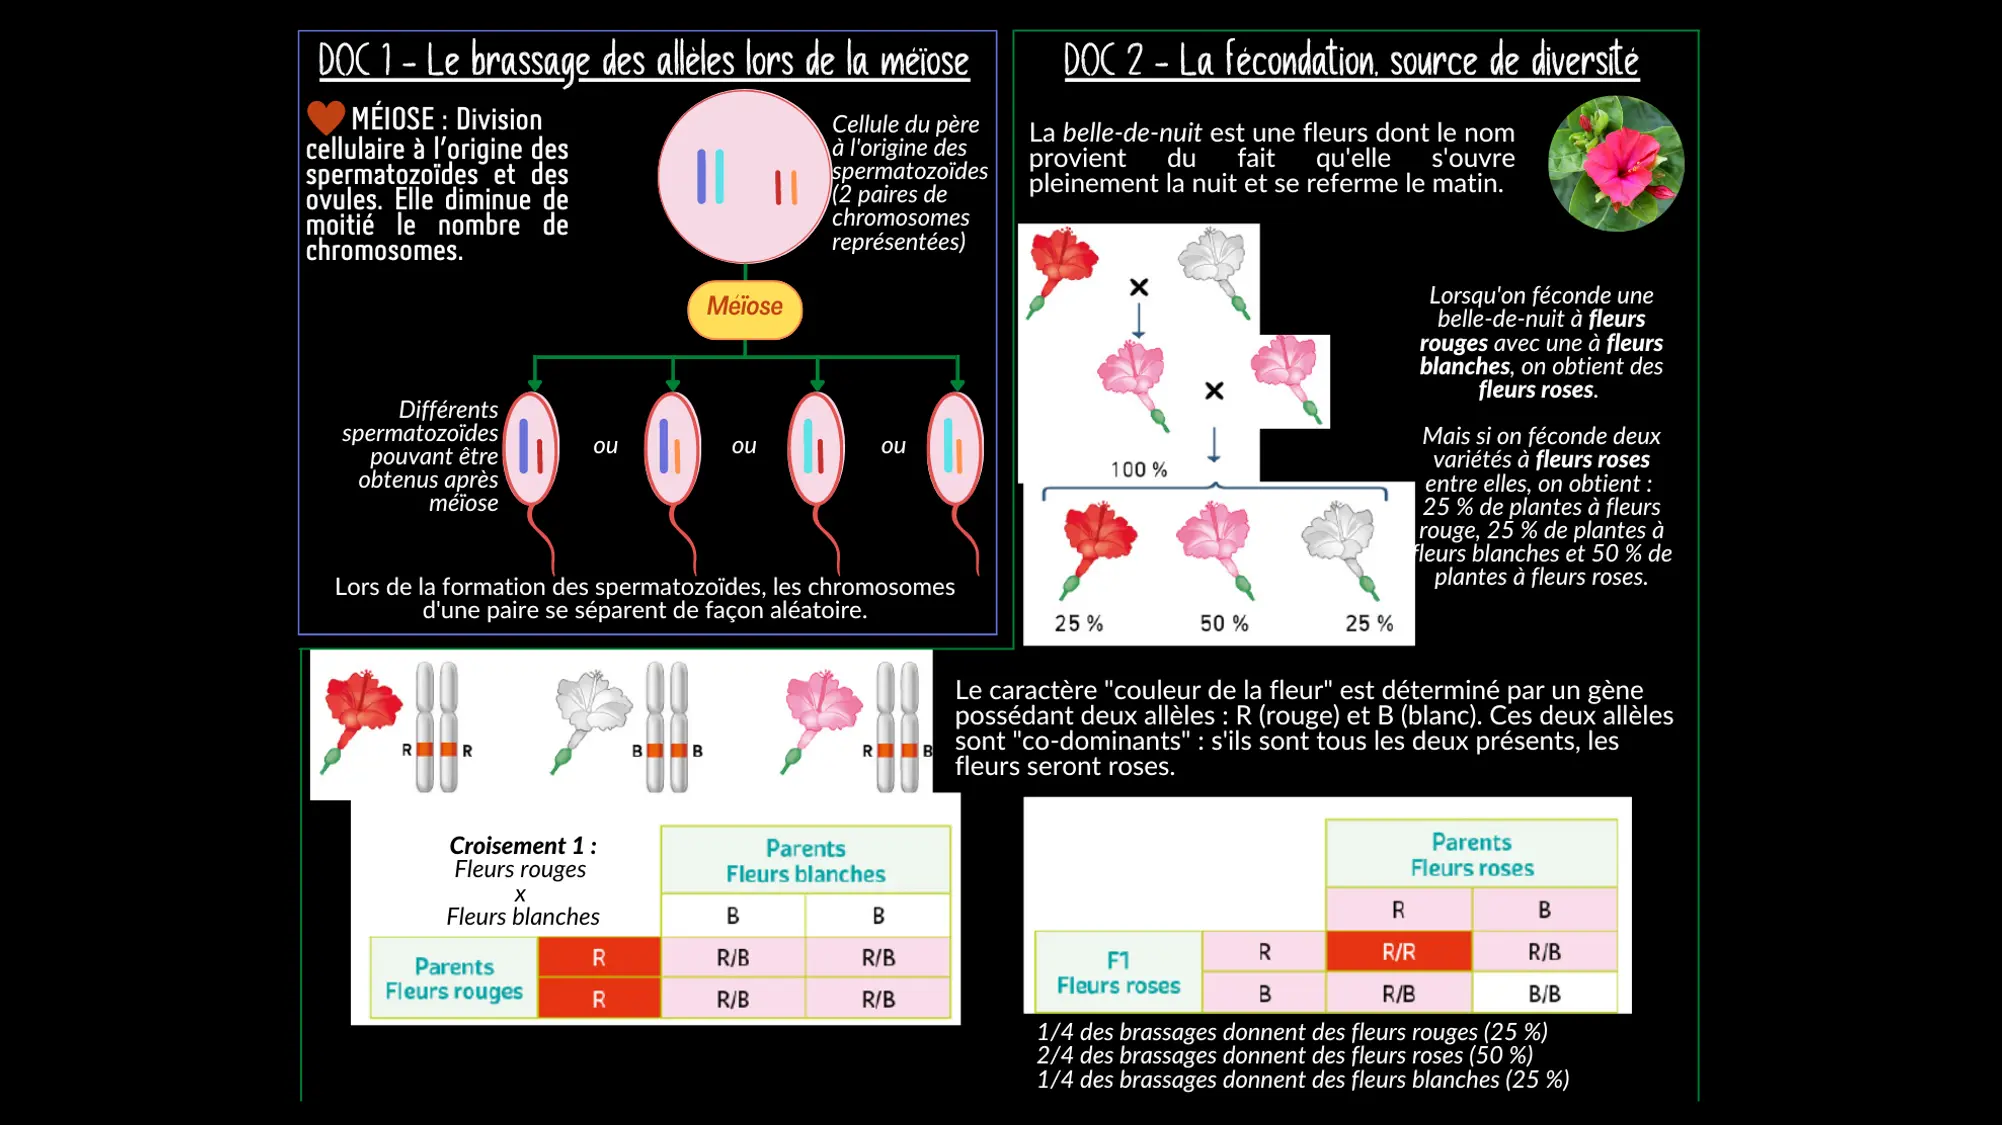 DOC 1 - Le brassage des allèles lors de la méïose
MÉIOSE : Division
cellulaire à l'origine des
spermatozoïdes et des
ovules. Elle diminue de
moitié le nombre de
chromosomes.
Cellule du père
à l'origine des
spermatozoïdes
(2 paires de
chromosomes
représentées)
Méïose
Différents
spermatozoïdes
pouvant être
obtenus après
méïose
ou
ou
ou
Lors de la formation des spermatozoïdes, les chromosomes
d'une paire se séparent de façon aléatoire.
DOC 2 - La fécondation, source de diversité
La belle-de-nuit est une fleurs dont le nom
provient du fait qu'elle s'ouvre
pleinement la nuit et se referme le matin.
×
×
100 %
25 % 50 % 25 %
Lorsqu'on féconde une
belle-de-nuit à fleurs
rouges avec une à fleurs
blanches, on obtient des
fleurs roses.
Mais si on féconde deux
variétés à fleurs roses
entre elles, on obtient :
25 % de plantes à fleurs
rouge, 25 % de plantes à
fleurs blanches et 50 % de
plantes à fleurs roses.
R R B B R B
Le caractère "couleur de la fleur" est déterminé par un gène
possédant deux allèles : R (rouge) et B (blanc). Ces deux allèles
sont "co-dominants" : s'ils sont tous les deux présents, les
fleurs seront roses.
Croisement 1 :
Fleurs rouges
x
Fleurs blanches
Parents
Fleurs blanches
B B
Parents
Fleurs rouges
R R/B R/B
R R/B R/B
Parents
Fleurs roses
R B
F1
Fleurs roses
R R/R R/B
B R/B B/B
1/4 des brassages donnent des fleurs rouges (25 %)
2/4 des brassages donnent des fleurs roses (50 %)
1/4 des brassages donnent des fleurs blanches (25 %)